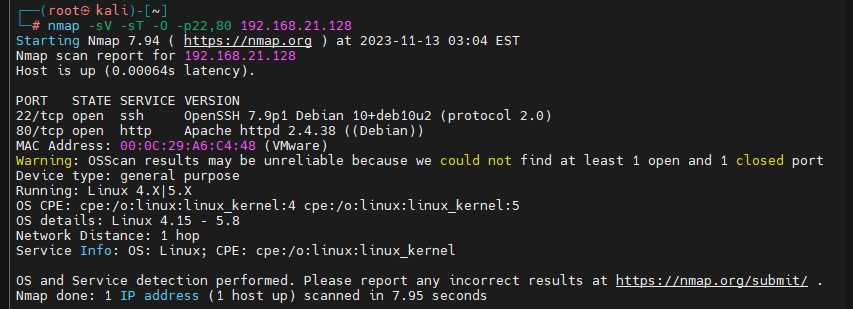 ┌──(root㉿kali)-[~]
└─# nmap -sV -sT -O -p22,80 192.168.21.128
Starting Nmap 7.94 ( https://nmap.org ) at 2023-11-13 03:04 EST
Nmap scan report for 192.168.21.128
Host is up (0.00064s latency).

PORT   STATE SERVICE VERSION
22/tcp open  ssh     OpenSSH 7.9p1 Debian 10+deb10u2 (protocol 2.0)
80/tcp open  http    Apache httpd 2.4.38 ((Debian))
MAC Address: 00:0C:29:A6:C4:48 (VMware)
Warning: OSScan results may be unreliable because we could not find at least 1 open and 1 closed port
Device type: general purpose
Running: Linux 4.X|5.X
OS CPE: cpe:/o:linux:linux_kernel:4 cpe:/o:linux:linux_kernel:5
OS details: Linux 4.15 - 5.8
Network Distance: 1 hop
Service Info: OS: Linux; CPE: cpe:/o:linux:linux_kernel

OS and Service detection performed. Please report any incorrect results at https://nmap.org/submit/ .
Nmap done: 1 IP address (1 host up) scanned in 7.95 seconds